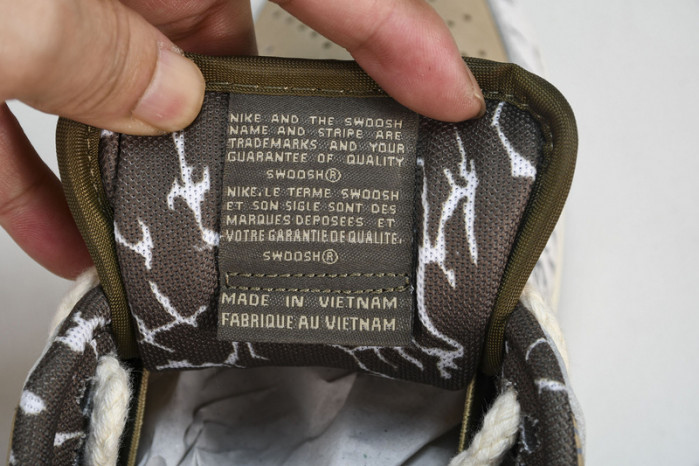 NIKE AND THE SWOOSH
NAME AND STRIPE ARE
TRADEMARKS AND YOUR
GUARANTEE OF QUALITY
SWOOSH®
NIKE.LE TERME SWOOSH
ET SON SIGLE SONT DES
MARQUES DEPOSEES ET
VOTRE GARANTIE DE QUALITE.
SWOOSH®
MADE IN VIETNAM
FABRIQUE AU VIETNAM